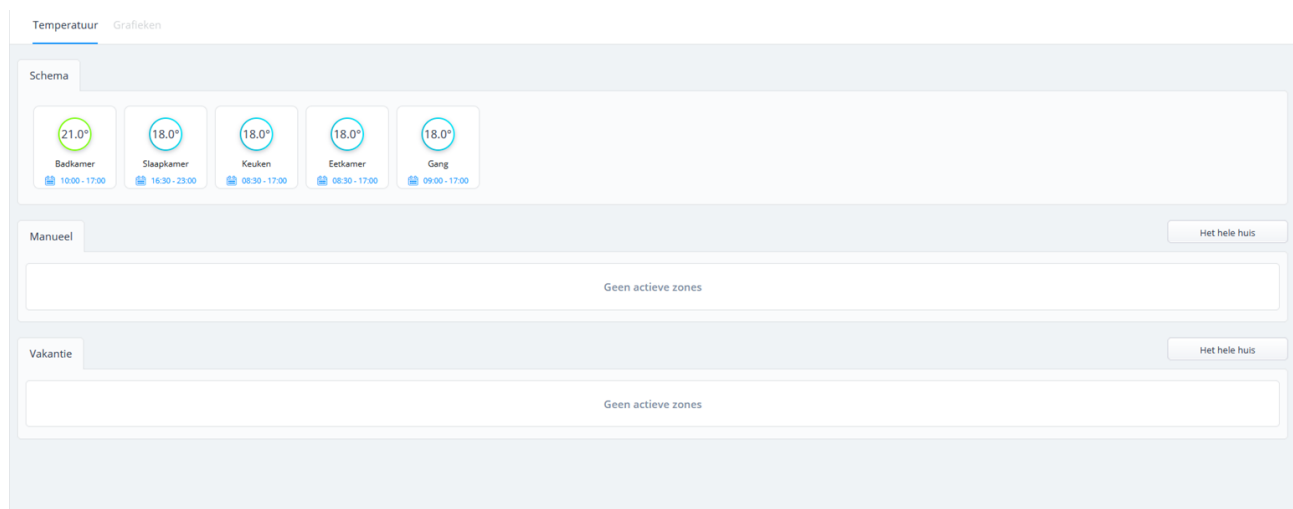 Temperatuur Grafieken
Schema
21.0° 18.0° 18.0° 18.0° 18.0°
Badkamer Slaapkamer Keuken Eetkamer Gang
10:00 - 17:00 16:30 - 23:00 08:30 - 17:00 08:30 - 17:00 09:00 - 17:00
Manueel Het hele huis
Geen actieve zones
Vakantie Het hele huis
Geen actieve zones